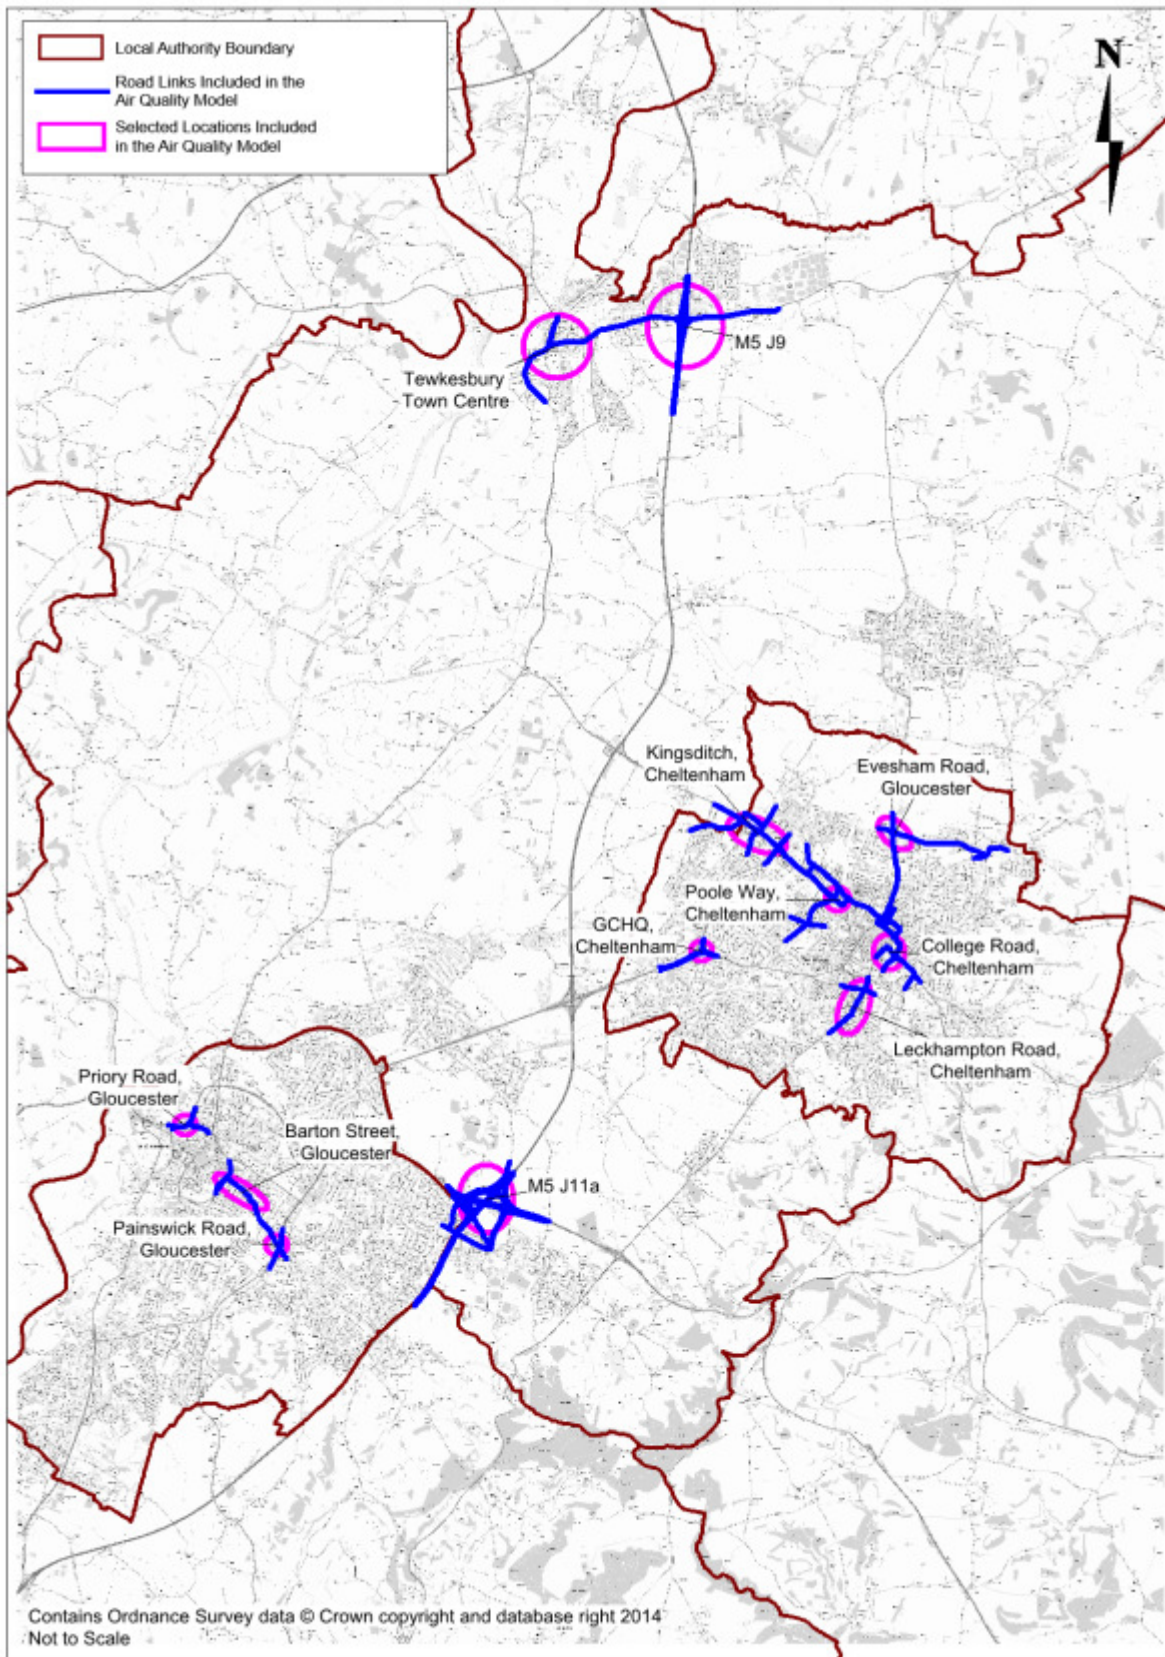 Local Authority Boundary
Road Links Included in the
Air Quality Model
Selected Locations Included
in the Air Quality Model
N
M5 J9
Tewkesbury
Town Centre
Kingsditch,
Cheltenham
Evesham Road,
Gloucester
Poole Way,
Cheltenham
GCHQ,
Cheltenham
College Road,
Cheltenham
Leckhampton Road,
Cheltenham
Priory Road,
Gloucester
Barton Street,
Gloucester
M5 J11a
Painswick Road,
Gloucester
Contains Ordnance Survey data © Crown copyright and database right 2014
Not to Scale